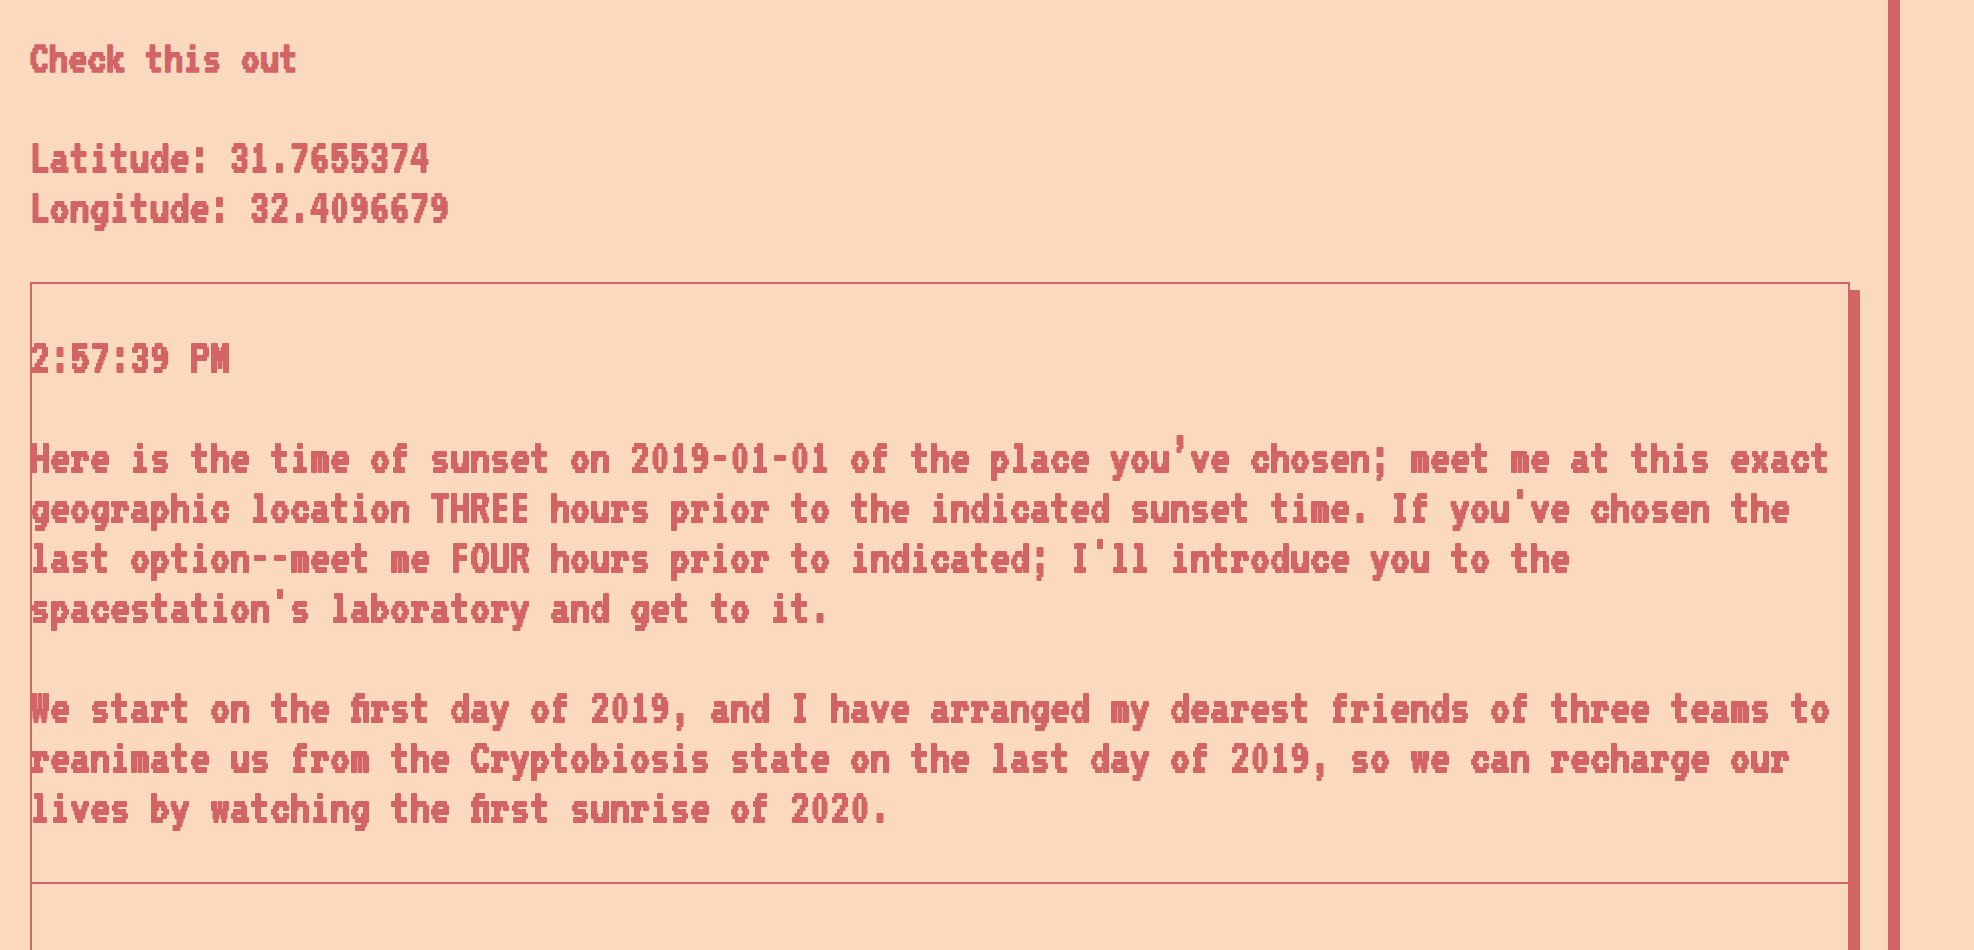 Check this out
Latitude: 31.7655374
Longitude: 32.4096679
2:57:39 PM
Here is the time of sunset on 2019-01-01 of the place you’ve chosen; meet me at this exact
geographic location THREE hours prior to the indicated sunset time. If you've chosen the
last option--meet me FOUR hours prior to indicated; I'll introduce you to the
spacestation's laboratory and get to it.
We start on the first day of 2019, and I have arranged my dearest friends of three teams to
reanimate us from the Cryptobiosis state on the last day of 2019, so we can recharge our
lives by watching the first sunrise of 2020.